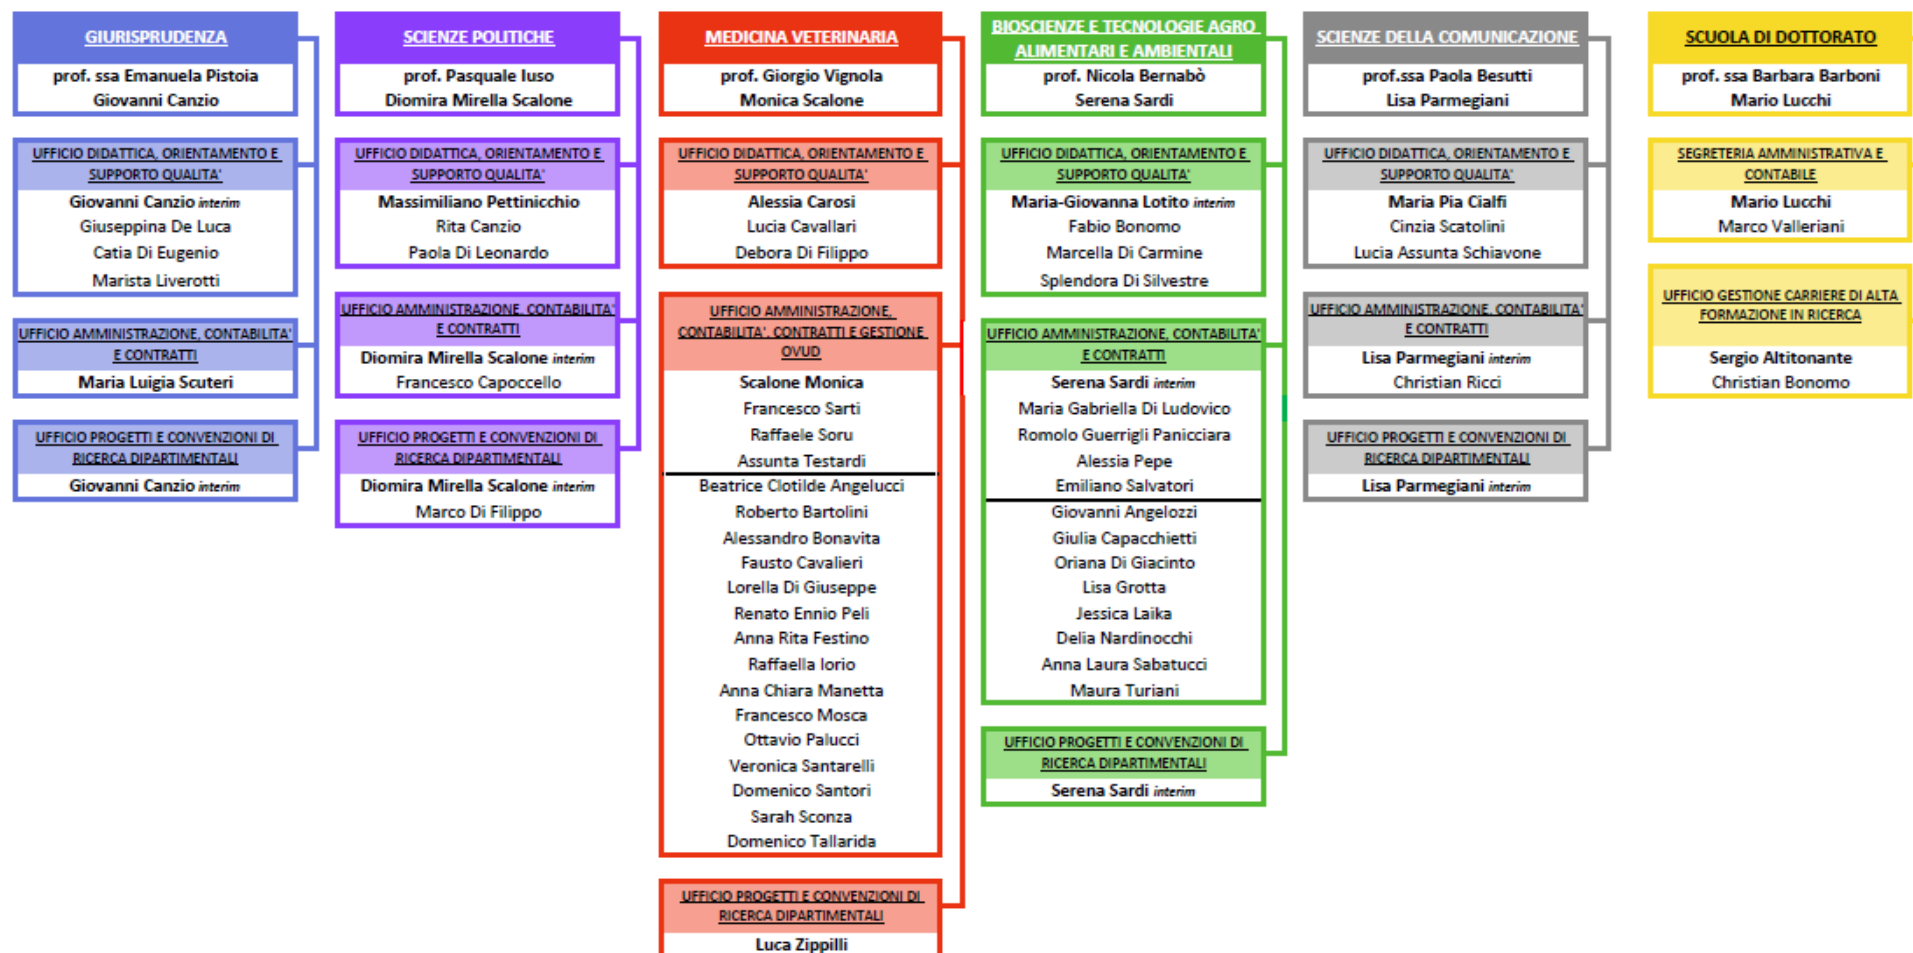 GIURISPRUDENZA
prof. ssa Emanuela Pistoia
Giovanni Canzio
UFFICIO DIDATTICA, ORIENTAMENTO E
SUPPORTO QUALITA'
Giovanni Canzio interim
Giuseppina De Luca
Catia Di Eugenio
Marista Liverotti
UFFICIO AMMINISTRAZIONE, CONTABILITA'
E CONTRATTI
Maria Luigia Scuteri
UFFICIO PROGETTI E CONVENZIONI DI
RICERCA DIPARTIMENTALI
Giovanni Canzio interim
SCIENZE POLITICHE
prof. Pasquale Iuso
Diomira Mirella Scalone
UFFICIO DIDATTICA, ORIENTAMENTO E
SUPPORTO QUALITA'
Massimiliano Pettinicchio
Rita Canzio
Paola Di Leonardo
UFFICIO AMMINISTRAZIONE, CONTABILITA'
E CONTRATTI
Diomira Mirella Scalone interim
Francesco Capoccello
UFFICIO PROGETTI E CONVENZIONI DI
RICERCA DIPARTIMENTALI
Diomira Mirella Scalone interim
Marco Di Filippo
MEDICINA VETERINARIA
prof. Giorgio Vignola
Monica Scalone
UFFICIO DIDATTICA, ORIENTAMENTO E
SUPPORTO QUALITA'
Alessia Carosi
Lucia Cavallari
Debora Di Filippo
UFFICIO AMMINISTRAZIONE,
CONTABILITA', CONTRATTI E GESTIONE
OVUD
Scalone Monica
Francesco Sarti
Raffaele Soru
Assunta Testardi
Beatrice Clotilde Angelucci
Roberto Bartolini
Alessandro Bonavita
Fausto Cavalieri
Lorella Di Giuseppe
Renato Ennio Peli
Anna Rita Festino
Raffaella Iorio
Anna Chiara Manetta
Francesco Mosca
Ottavio Palucci
Veronica Santarelli
Domenico Santori
Sarah Sconza
Domenico Tallarida
UFFICIO PROGETTI E CONVENZIONI DI
RICERCA DIPARTIMENTALI
Luca Zippilli
BIOSCIENZE E TECNOLOGIE AGRO
ALIMENTARI E AMBIENTALI
prof. Nicola Bernabò
Serena Sardi
UFFICIO DIDATTICA, ORIENTAMENTO E
SUPPORTO QUALITA'
Maria-Giovanna Lotito interim
Fabio Bonomo
Marcella Di Carmine
Splendora Di Silvestre
UFFICIO AMMINISTRAZIONE, CONTABILITA'
E CONTRATTI
Serena Sardi interim
Maria Gabriella Di Ludovico
Romolo Guerrigli Panicciara
Alessia Pepe
Emiliano Salvatori
Giovanni Angelozzi
Giulia Capacchietti
Oriana Di Giacinto
Lisa Grotta
Jessica Laika
Delia Nardinocchi
Anna Laura Sabatucci
Maura Turiani
UFFICIO PROGETTI E CONVENZIONI DI
RICERCA DIPARTIMENTALI
Serena Sardi interim
SCIENZE DELLA COMUNICAZIONE
prof.ssa Paola Besutti
Lisa Parmegiani
UFFICIO DIDATTICA, ORIENTAMENTO E
SUPPORTO QUALITA'
Maria Pia Cialfi
Cinzia Scatolini
Lucia Assunta Schiavone
UFFICIO AMMINISTRAZIONE, CONTABILITA'
E CONTRATTI
Lisa Parmegiani interim
Christian Ricci
UFFICIO PROGETTI E CONVENZIONI DI
RICERCA DIPARTIMENTALI
Lisa Parmegiani interim
SCUOLA DI DOTTORATO
prof. ssa Barbara Barboni
Mario Lucchi
SEGRETERIA AMMINISTRATIVA E
CONTABILE
Mario Lucchi
Marco Valleriani
UFFICIO GESTIONE CARRIERE DI ALTA
FORMAZIONE IN RICERCA
Sergio Altitonante
Christian Bonomo